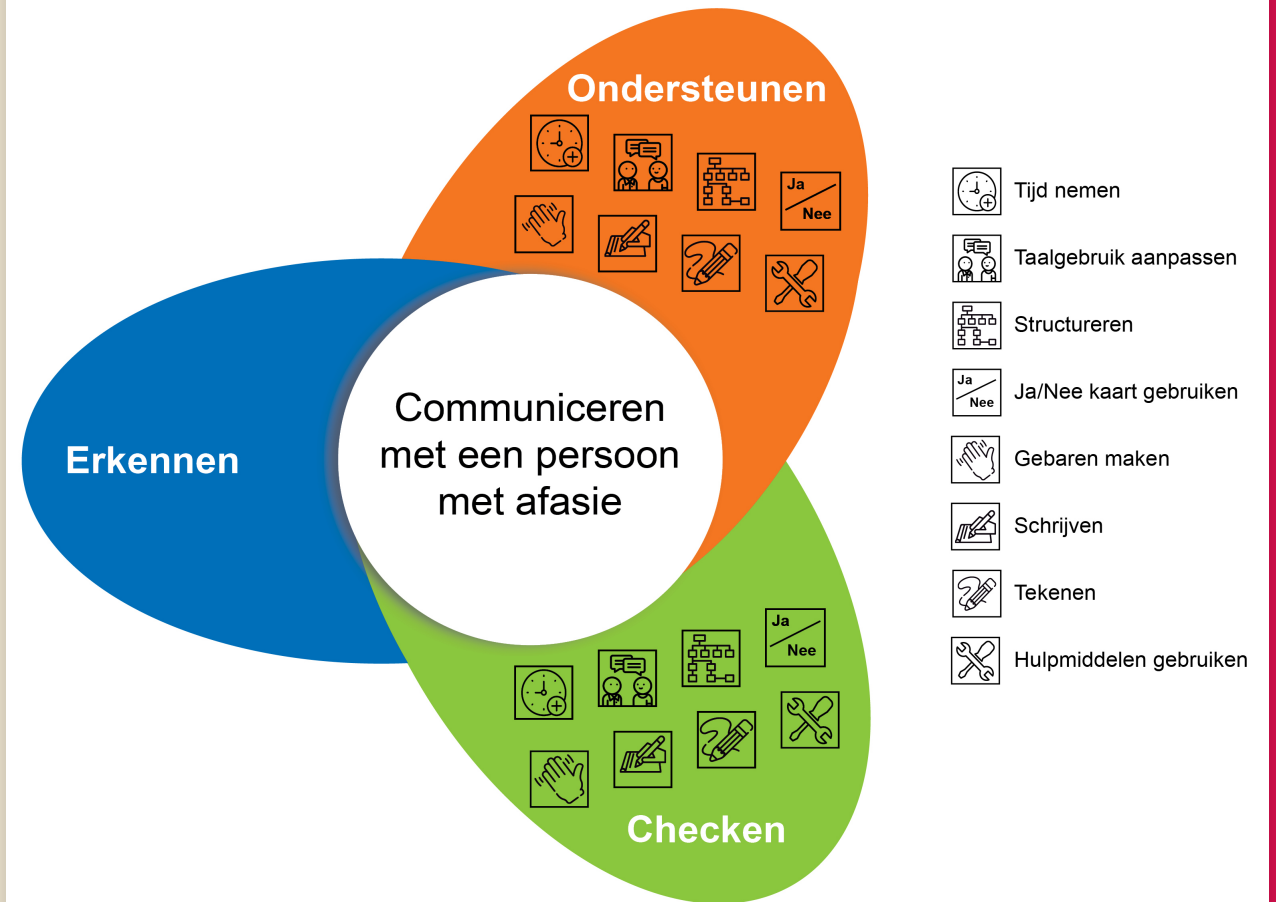 Ondersteunen
Ja
Nee
Erkennen
Communiceren
met een persoon
met afasie
Ja
Nee
Checken
Tijd nemen
Taalgebruik aanpassen
Structureren
Ja
Nee
Ja/Nee kaart gebruiken
Gebaren maken
Schrijven
Tekenen
Hulpmiddelen gebruiken